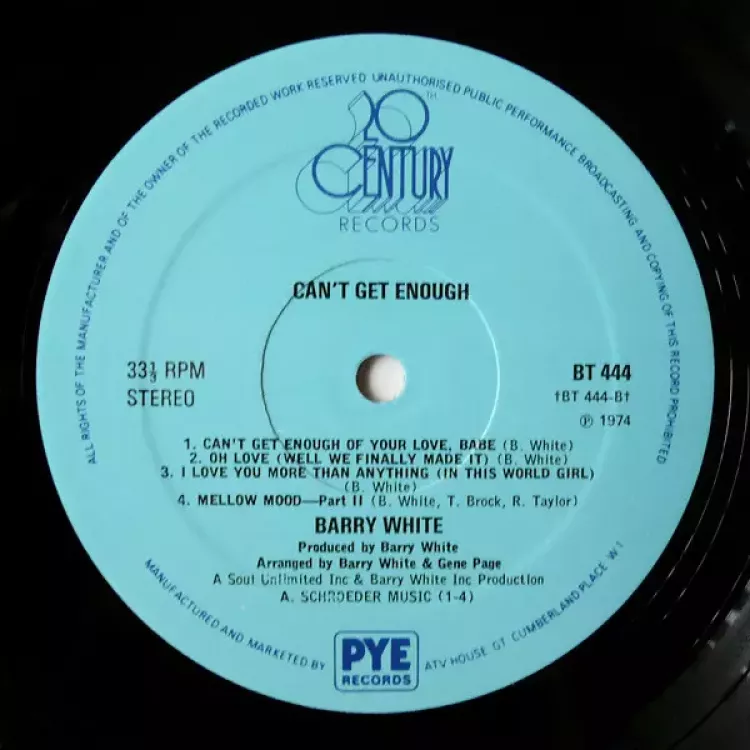 ALL RIGHTS OF THE MANUFACTURER AND OF THE OWNER OF THE RECORDED WORK RESERVED UNAUTHORISED PUBLIC PERFORMANCE BROADCASTING AND COPYING OF THIS RECORD PROHIBITED
20TH
CENTURY
RECORDS
CAN'T GET ENOUGH
33⅓ RPM
STEREO
BT 444
†BT 444-B†
℗ 1974
1. CAN'T GET ENOUGH OF YOUR LOVE, BABE (B. White)
2. OH LOVE (WELL WE FINALLY MADE IT) (B. White)
3. I LOVE YOU MORE THAN ANYTHING (IN THIS WORLD GIRL)
(B. White)
4. MELLOW MOOD—Part II (B. White, T. Brock, R. Taylor)
BARRY WHITE
Produced by Barry White
Arranged by Barry White & Gene Page
A Soul Unlimited Inc & Barry White Inc Production
A. SCHROEDER MUSIC (1-4)
MANUFACTURED AND MARKETED BY
PYE
RECORDS
ATV HOUSE GT CUMBERLAND PLACE W1